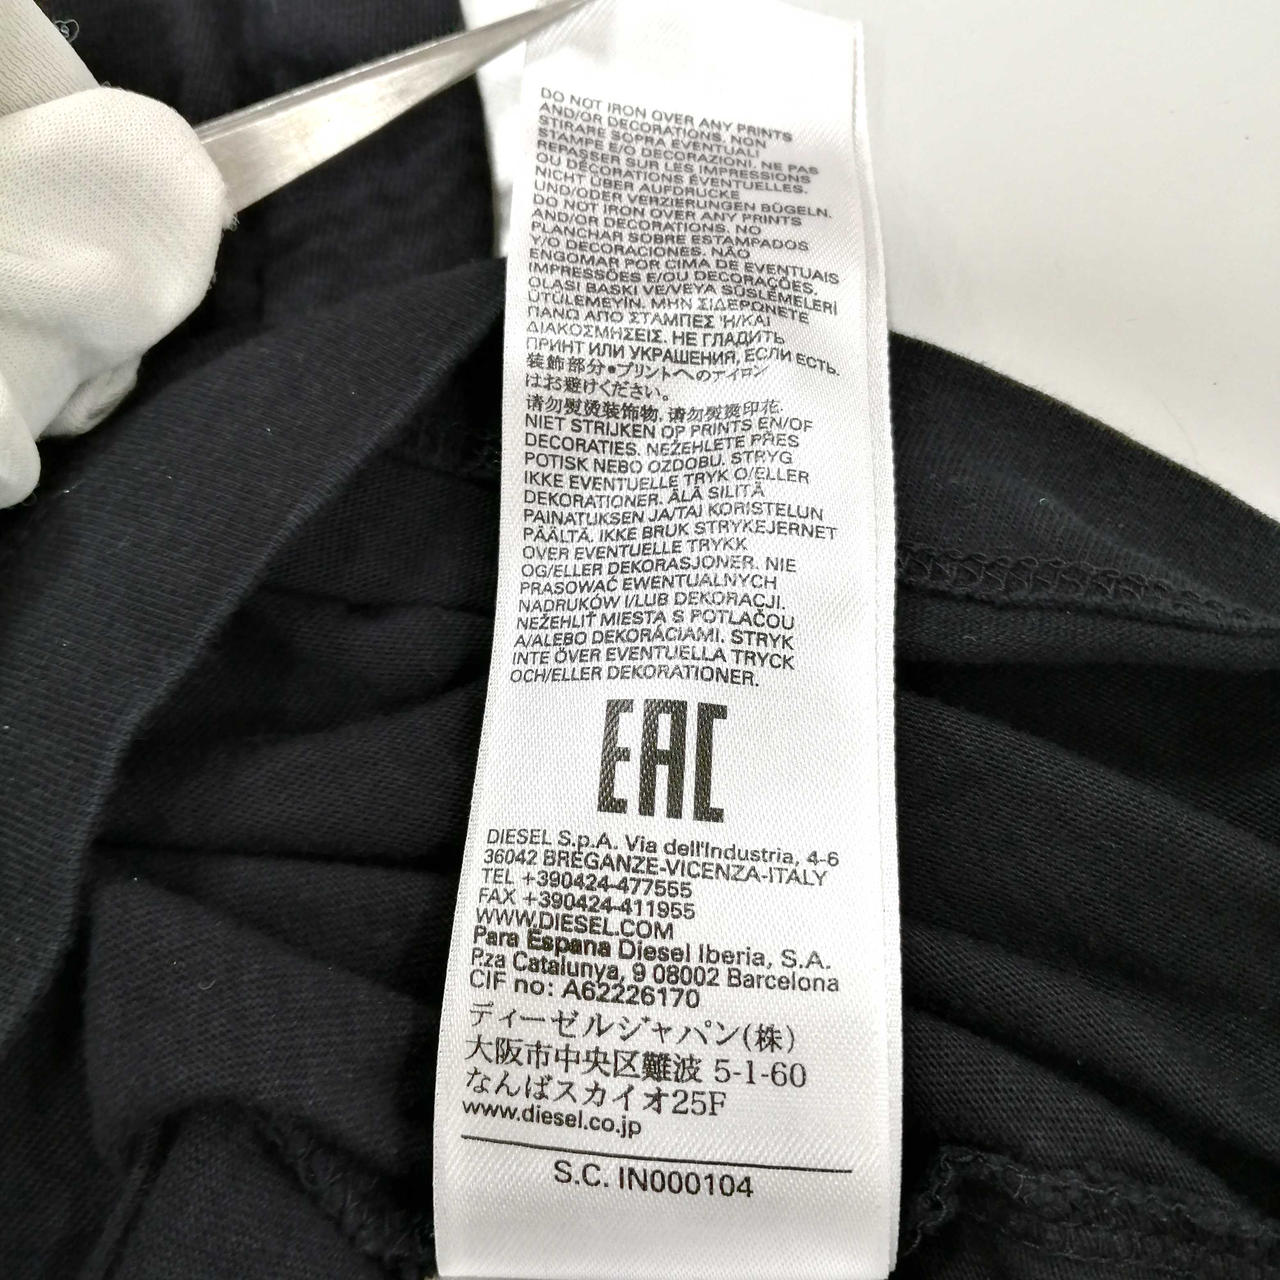 DO NOT IRON OVER ANY PRINTS
AND/OR DECORATIONS. NON
STIRARE SOPRA EVENTUALI
STAMPE E/O DECORAZIONI. NE PAS
REPASSER SUR LES IMPRESSIONS
OU DÉCORATIONS ÉVENTUELLES.
NICHT ÜBER AUFDRUCKE
UND/ODER VERZIERUNGEN BÜGELN.
DO NOT IRON OVER ANY PRINTS
AND/OR DECORATIONS. NO
PLANCHAR SOBRE ESTAMPADOS
Y/O DECORACIONES. NÃO
ENGOMAR POR CIMA DE EVENTUAIS
IMPRESSÕES E/OU DECORAÇÕES.
OLASI BASKI VE/VEYA SÜSLEMELERİ
ÜTÜLEMEYİN. ΜΗΝ ΣΙΔΕΡΩΝΕΤΕ
ΠΑΝΩ ΑΠΟ ΣΤΑΜΠΕΣ 'Η/ΚΑΙ
ΔΙΑΚΟΣΜΗΣΕΙΣ. НЕ ГЛАДИТЬ
ПРИНТ ИЛИ УКРАШЕНИЯ, ЕСЛИ ЕСТЬ.
装飾部分•プリントへのアイロン
はお避けください。
请勿熨烫装饰物, 请勿熨烫印花.
NIET STRIJKEN OP PRINTS EN/OF
DECORATIES. NEŽEHLETE PŘES
POTISK NEBO OZDOBU. STRYG
IKKE EVENTUELLE TRYK O/ELLER
DEKORATIONER. ÄLÄ SILITÄ
PAINATUKSEN JA/TAI KORISTELUN
PÄÄLTÄ. IKKE BRUK STRYKEJERNET
OVER EVENTUELLE TRYKK
OG/ELLER DEKORASJONER. NIE
PRASOWAĆ EWENTUALNYCH
NADRUKÓW I/LUB DEKORACJI.
NEŽEHLIŤ MIESTA S POTLAČOU
A/ALEBO DEKORÁCIAMI. STRYK
INTE ÖVER EVENTUELLA TRYCK
OCH/ELLER DEKORATIONER.
EAC
DIESEL S.p.A. Via dell'Industria, 4-6
36042 BREGANZE-VICENZA-ITALY
TEL +390424-477555
FAX +390424-411955
WWW.DIESEL.COM
Para Espana Diesel Iberia, S.A.
P.za Catalunya, 9 08002 Barcelona
CIF no: A62226170
ディーゼルジャパン(株)
大阪市中央区難波 5-1-60
なんばスカイオ25F
www.diesel.co.jp
S.C. IN000104